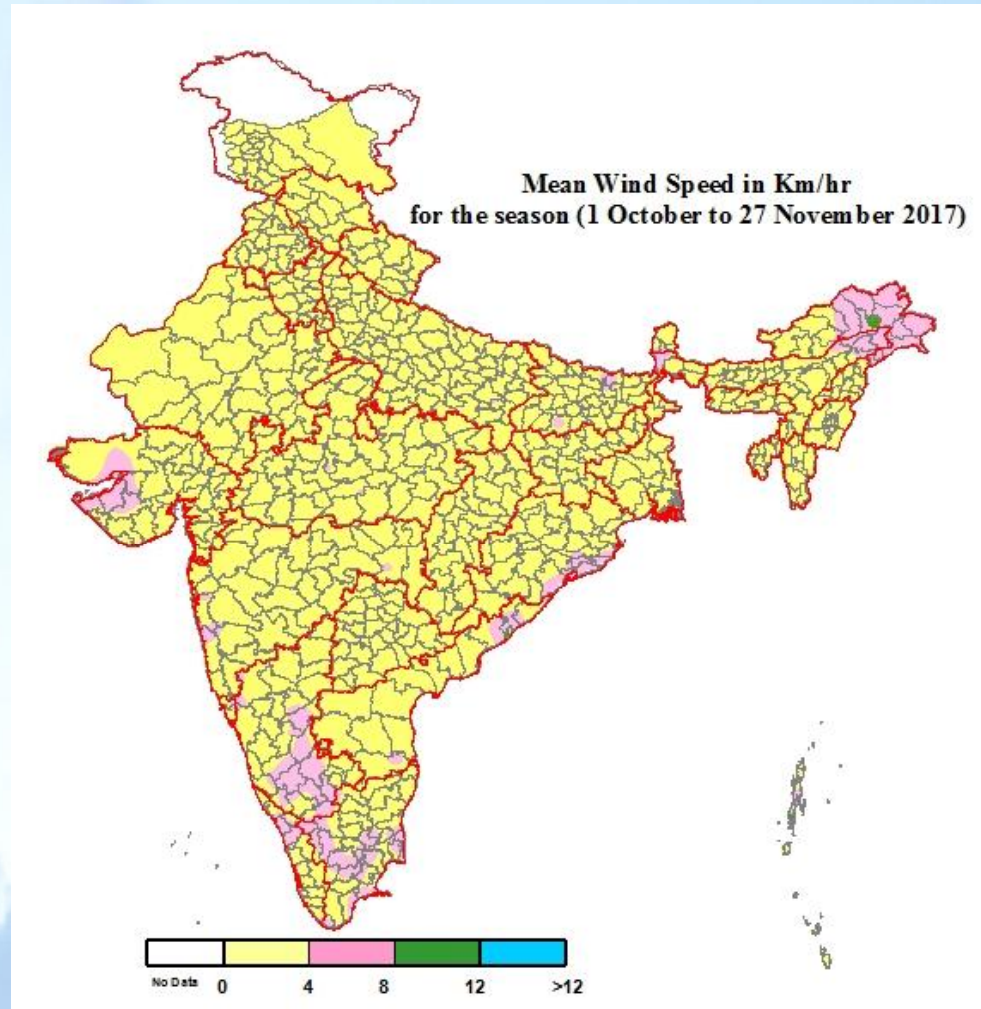 Mean Wind Speed in Km/hr
for the season (1 October to 27 November 2017)
No Data 0 4 8 12 >12